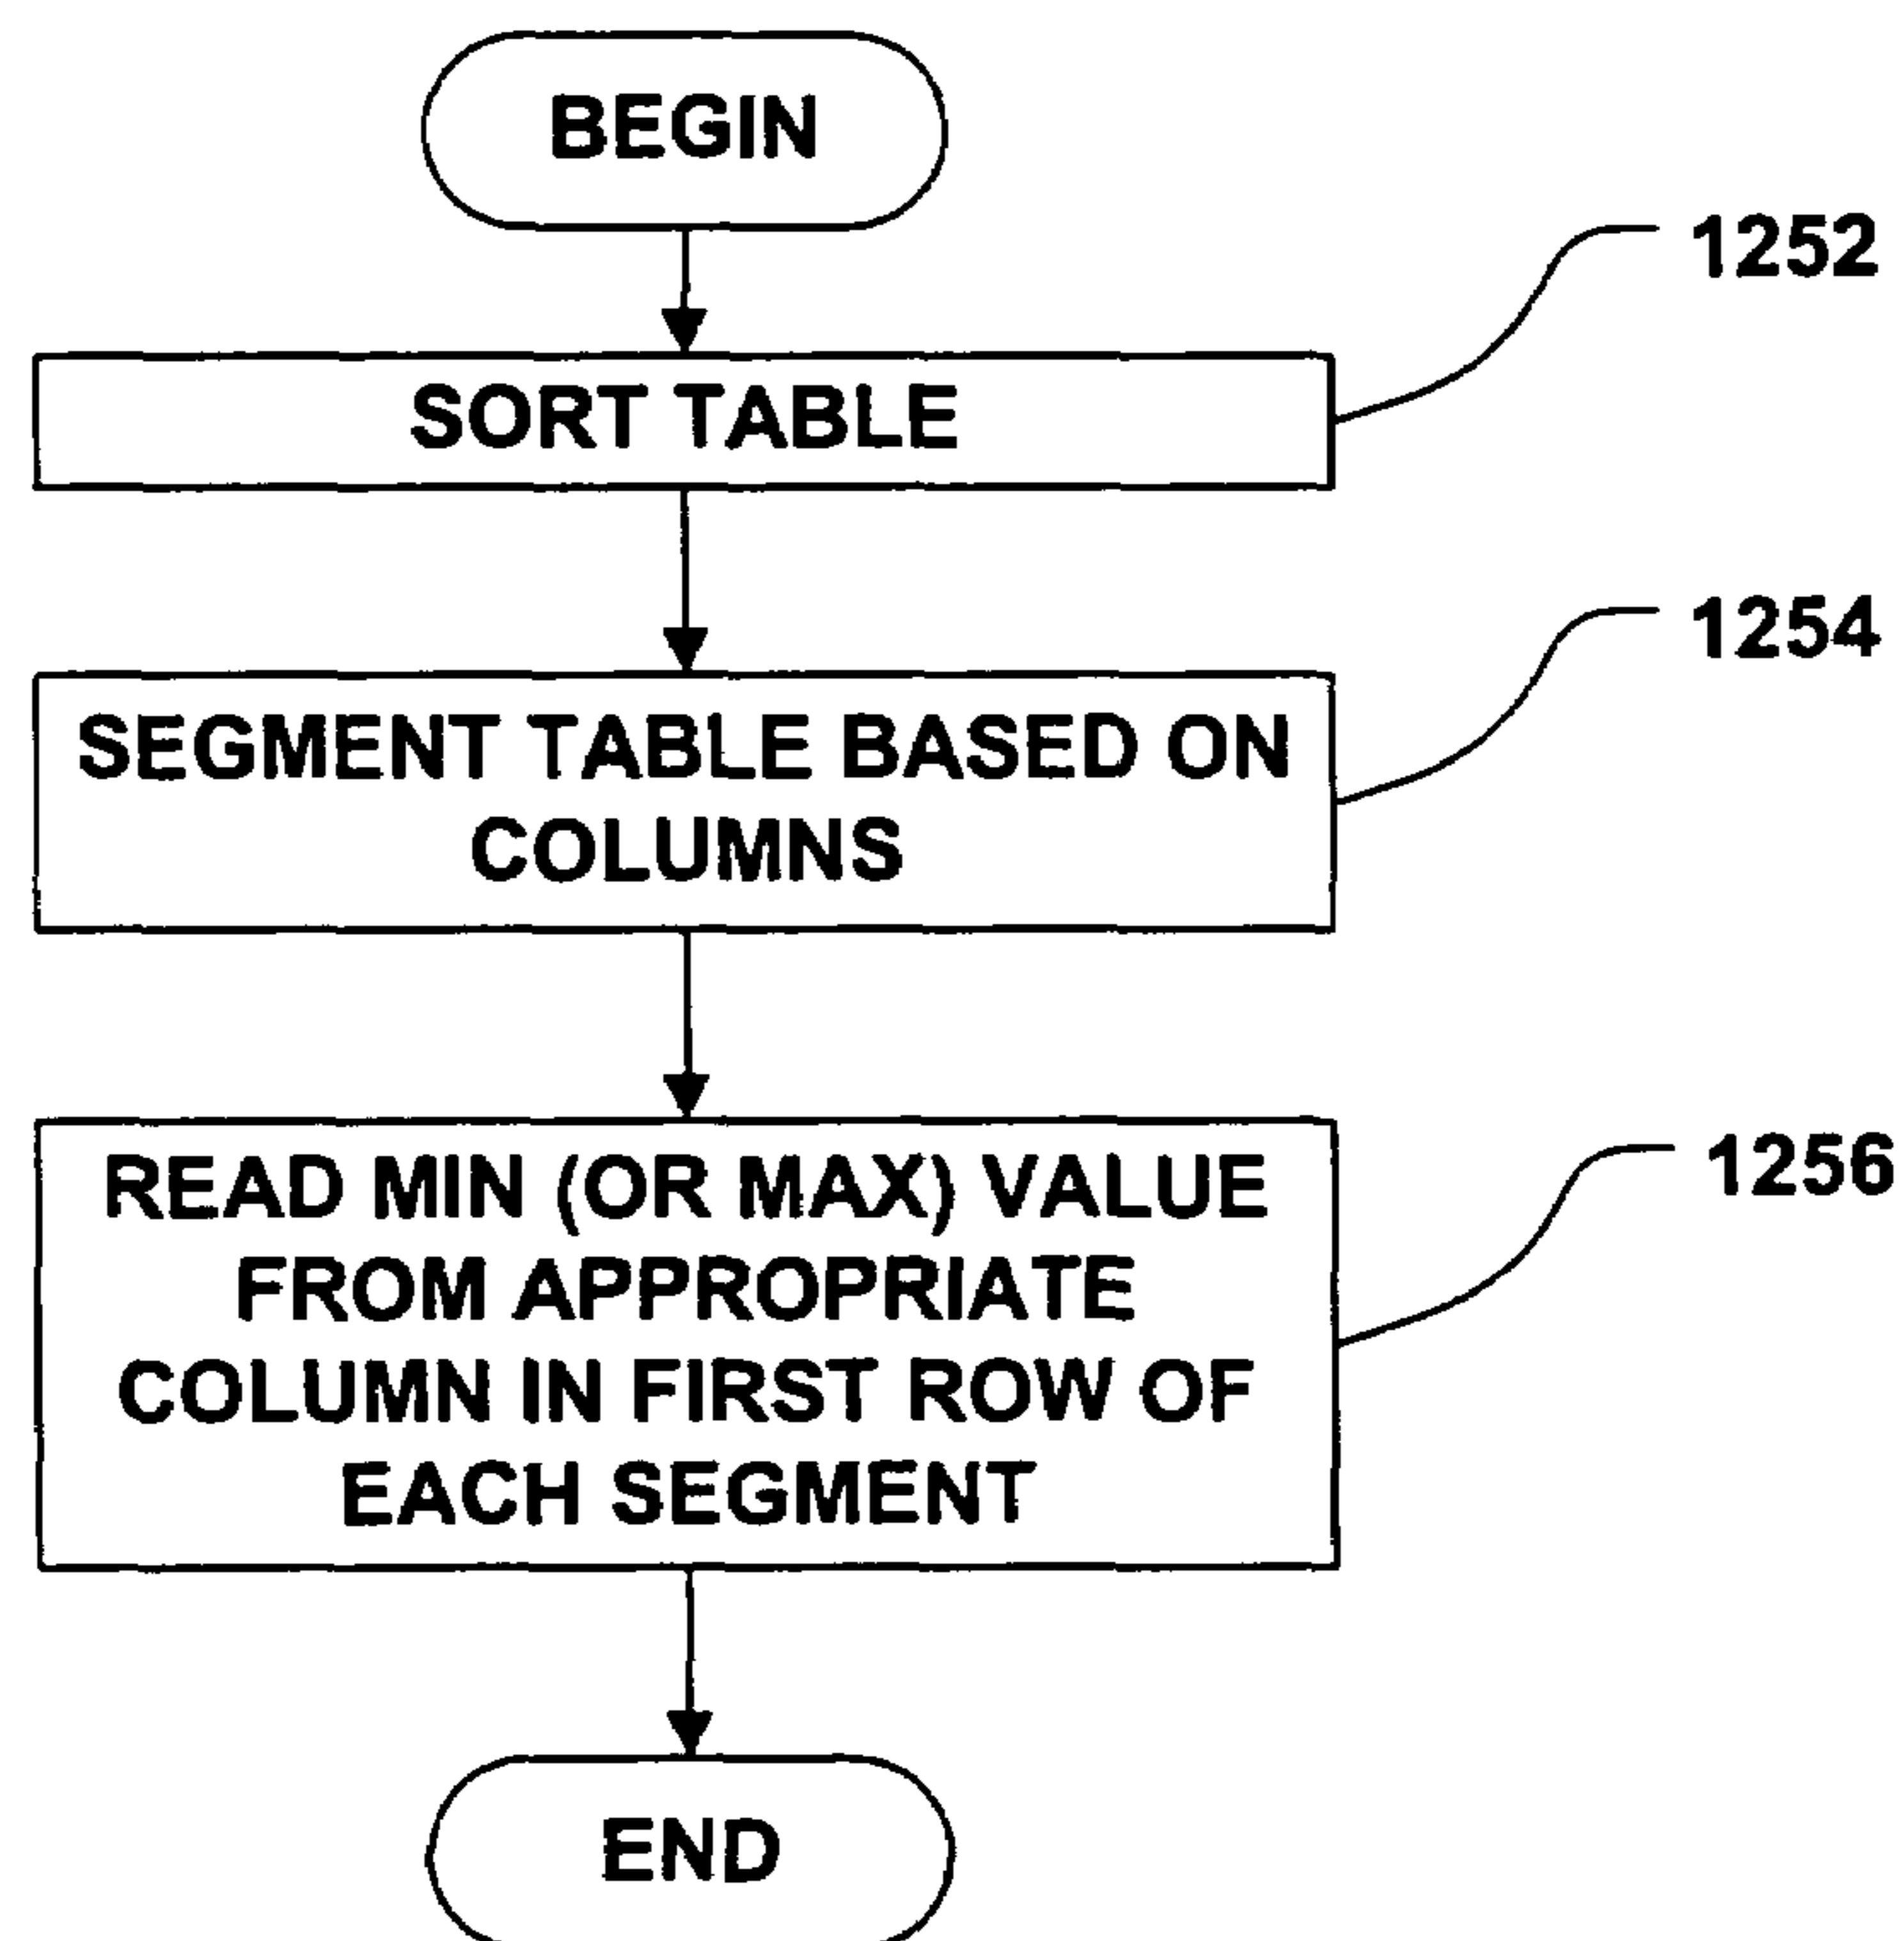 BEGIN
1252
SORT TABLE
1254
SEGMENT TABLE BASED ON
COLUMNS
1256
READ MIN (OR MAX) VALUE
FROM APPROPRIATE
COLUMN IN FIRST ROW OF
EACH SEGMENT
END